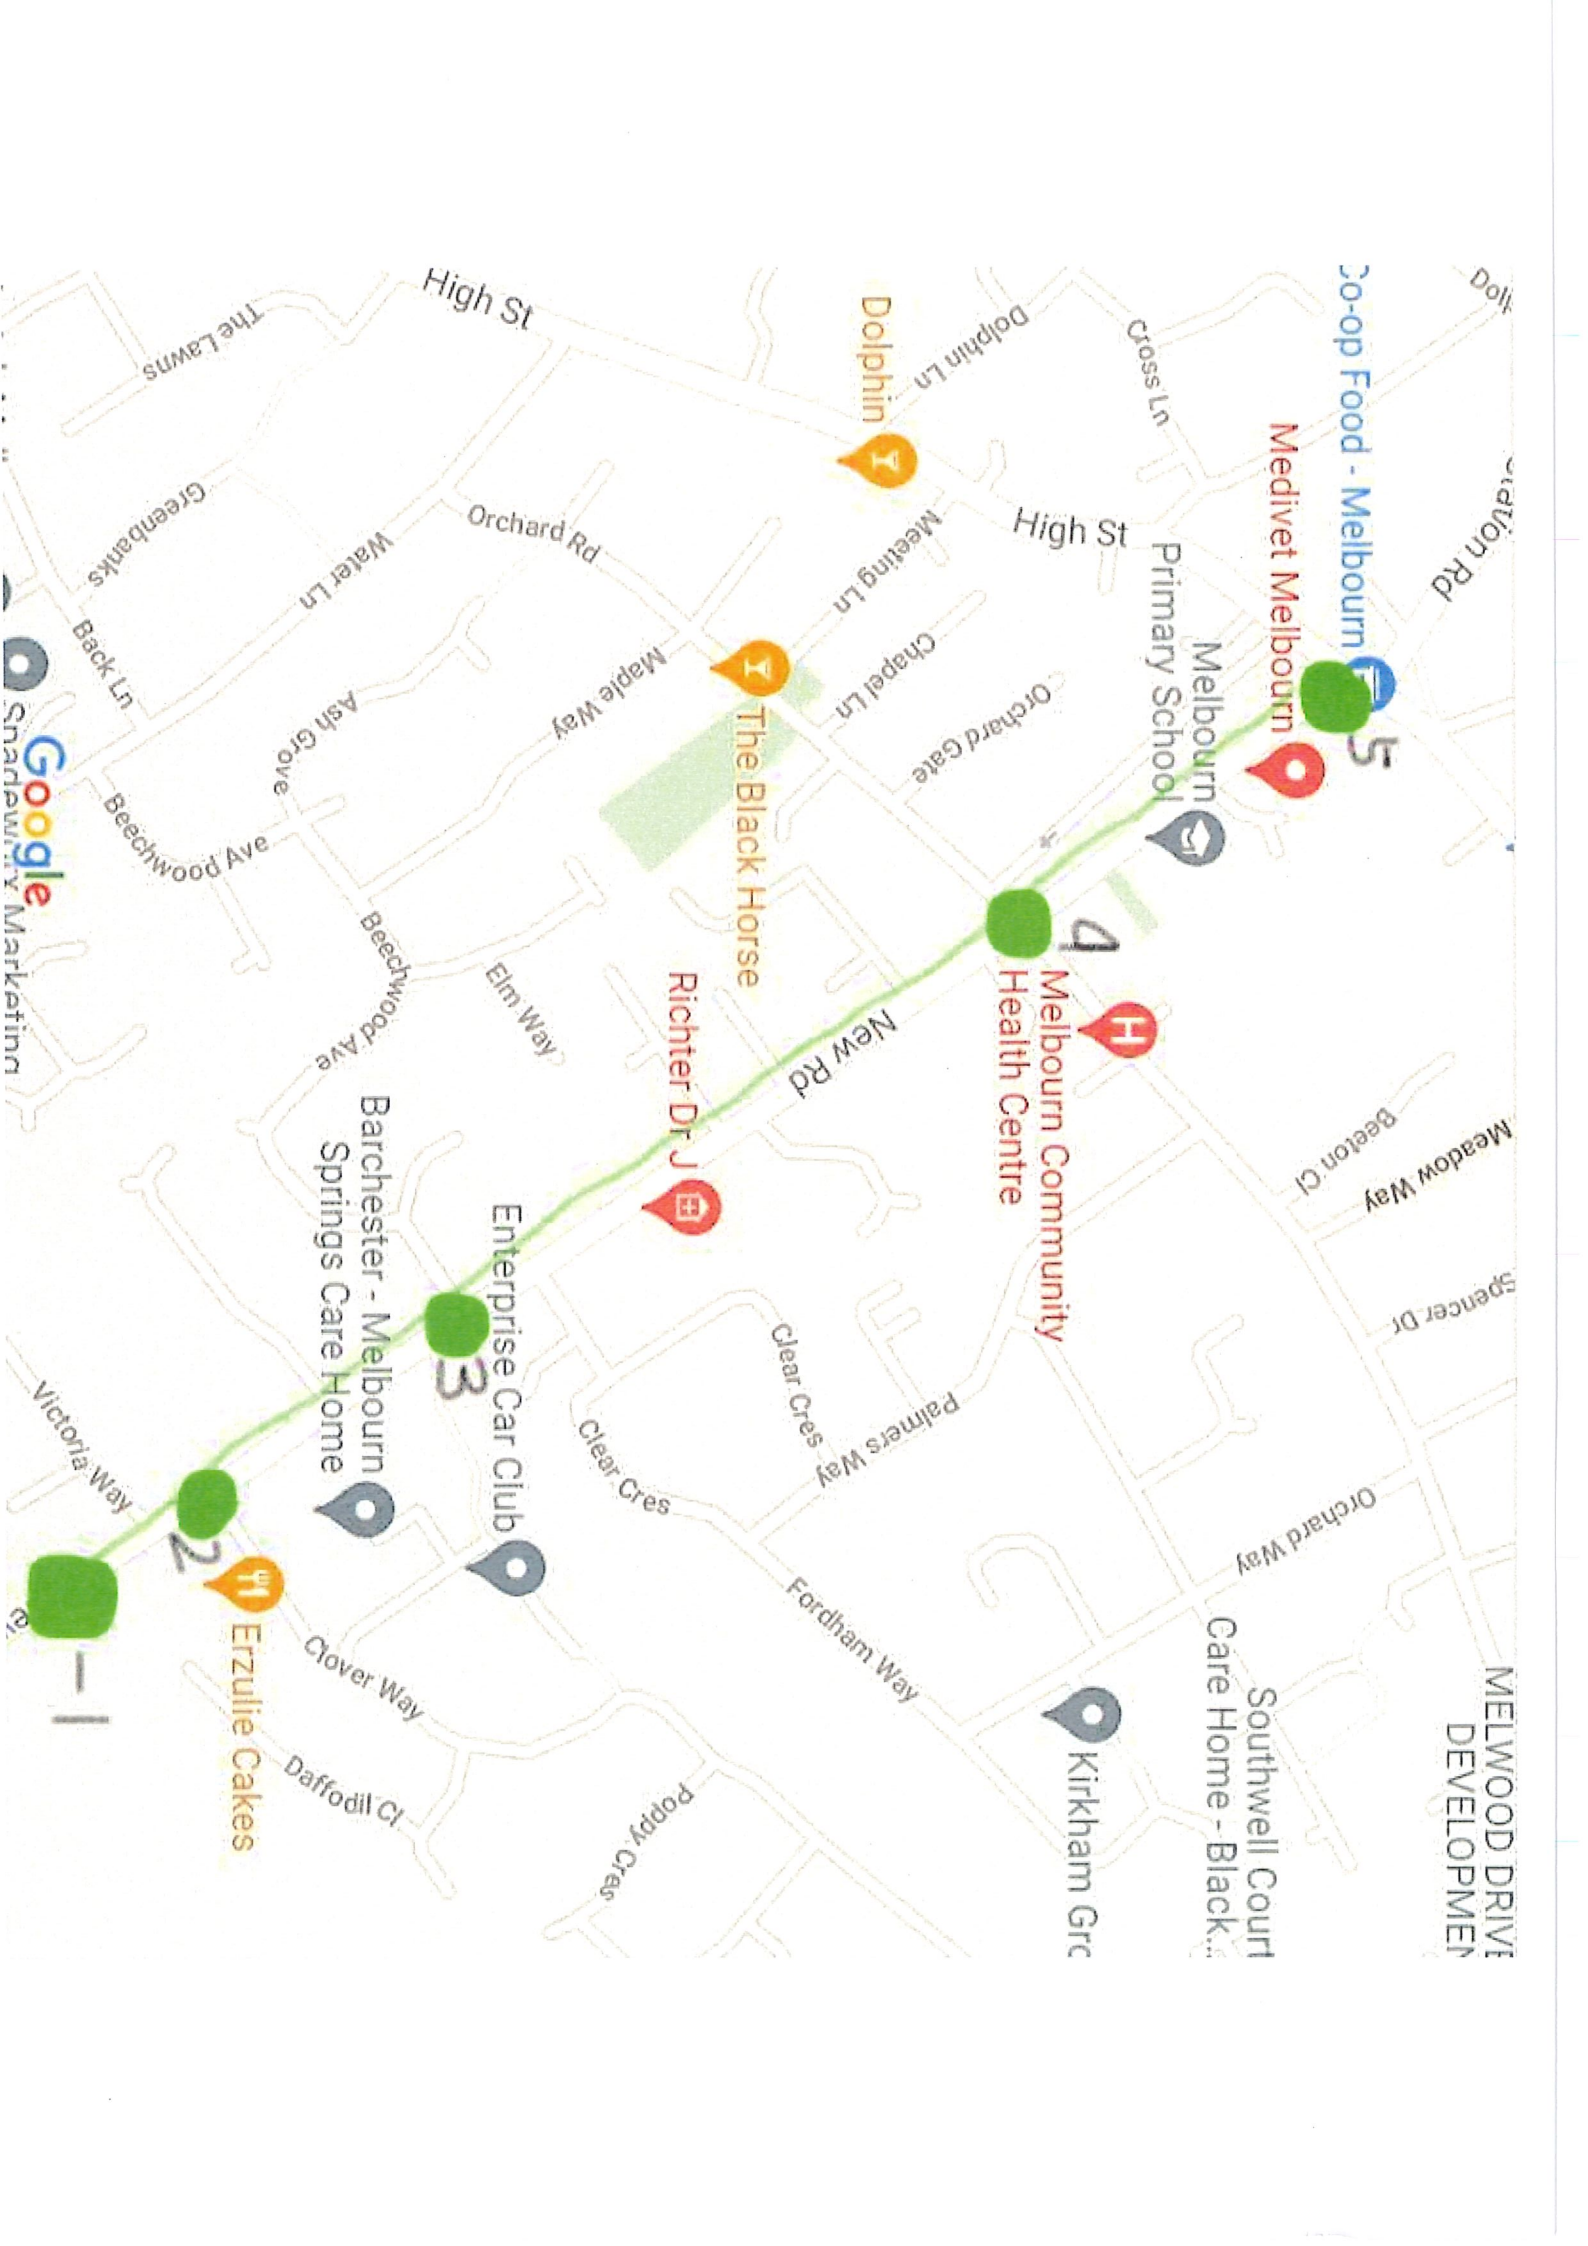 MELWOOD DRIVE
DEVELOPMEN
Southwell Court
Care Home - Black...
Kirkham Gro
Spencer Dr
Meadow Way
Beeton Cl
Orchard Way
Co-op Food - Melbourn
Medivet Melbourn
5
Cross Ln
Melbourn
Primary School
4
Melbourn Community
Health Centre
High St
Orchard Gate
Dolphin Ln
Dolphin
Meeting Ln
Chapel Ln
New Rd
Palmers Way
Clear Cres
Fordham Way
The Black Horse
Richter Dr J
Clear Cres
Poppy Cres
Maple Way
Orchard Rd
Elm Way
Enterprise Car Club
3
High St
Water Ln
Beechwood Ave
Barchester - Melbourn
Springs Care Home
Clover Way
Daffodil Cl
Ash Grove
Beechwood Ave
The Lawns
Greenbanks
Erzulie Cakes
2
Back Ln
Victoria Way
1
Google